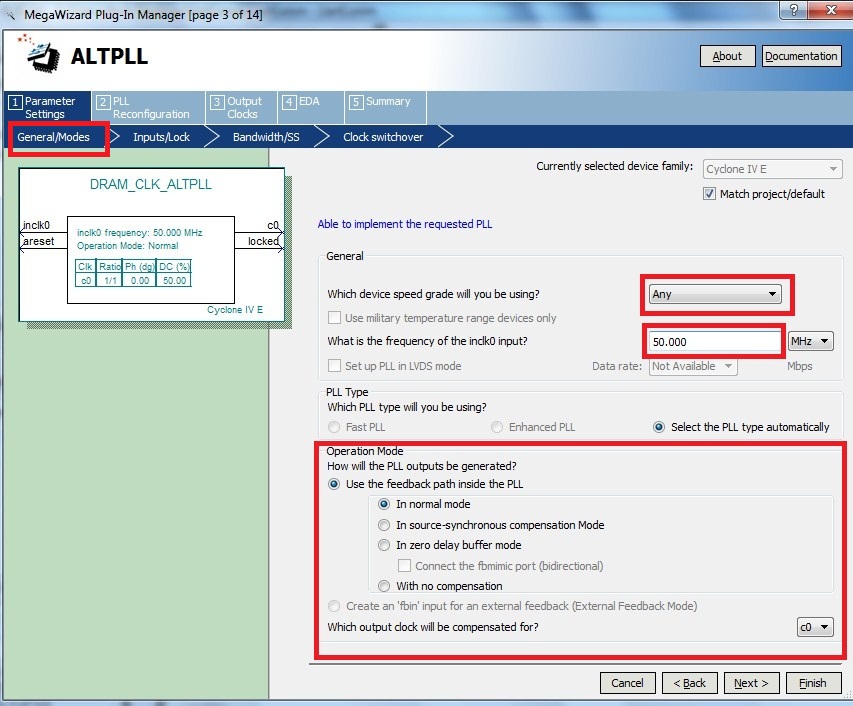 MegaWizard Plug-In Manager [page 3 of 14]
?
ALTPLL
About
Documentation
1 Parameter Settings
2 PLL Reconfiguration
3 Output Clocks
4 EDA
5 Summary
General/Modes
Inputs/Lock
Bandwidth/SS
Clock switchover
DRAM_CLK_ALTPLL
inclk0
areset
inclk0 frequency: 50.000 MHz
Operation Mode: Normal
Clk Ratio Ph (dg) DC (%)
c0 1/1 0.00 50.00
c0
locked
Cyclone IV E
Currently selected device family:
Cyclone IV E
Match project/default
Able to implement the requested PLL
General
Which device speed grade will you be using?
Any
Use military temperature range devices only
What is the frequency of the inclk0 input?
50.000
MHz
Set up PLL in LVDS mode
Data rate:
Not Available
Mbps
PLL Type
Which PLL type will you be using?
Fast PLL
Enhanced PLL
Select the PLL type automatically
Operation Mode
How will the PLL outputs be generated?
Use the feedback path inside the PLL
In normal mode
In source-synchronous compensation Mode
In zero delay buffer mode
Connect the fbmimic port (bidirectional)
With no compensation
Create an 'fbin' input for an external feedback (External Feedback Mode)
Which output clock will be compensated for?
c0
Cancel
< Back
Next >
Finish